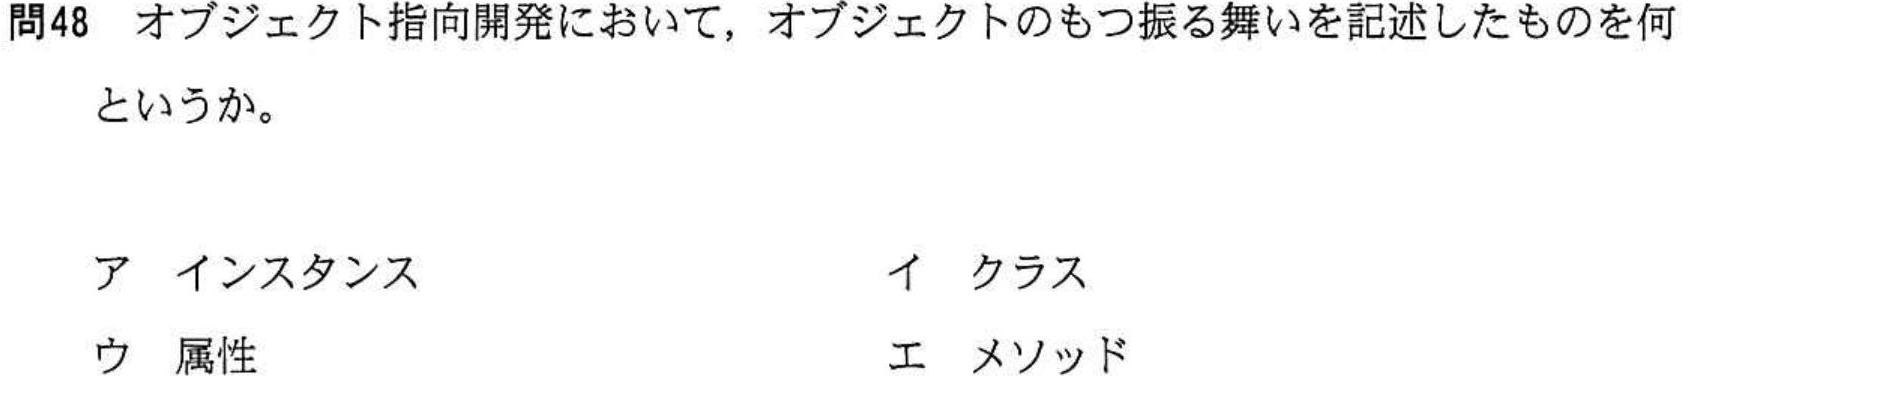 問48　オブジェクト指向開発において，オブジェクトのもつ振る舞いを記述したものを何
というか。
ア　インスタンス　イ　クラス
ウ　属性　エ　メソッド